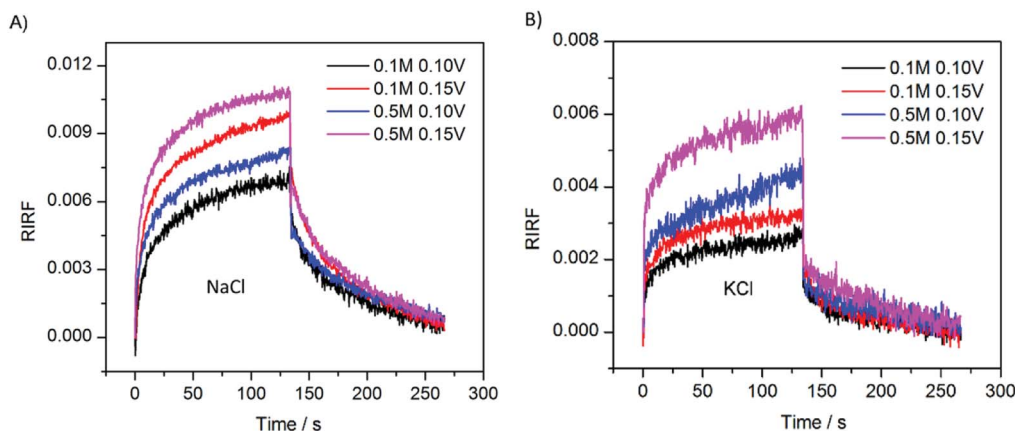 A)
RIRF
0.012
0.009
0.006
0.003
0.000
0.1M 0.10V
0.1M 0.15V
0.5M 0.10V
0.5M 0.15V
NaCl
0 50 100 150 200 250 300
Time / s
B)
RIRF
0.008
0.006
0.004
0.002
0.000
0.1M 0.10V
0.1M 0.15V
0.5M 0.10V
0.5M 0.15V
KCl
0 50 100 150 200 250 300
Time / s